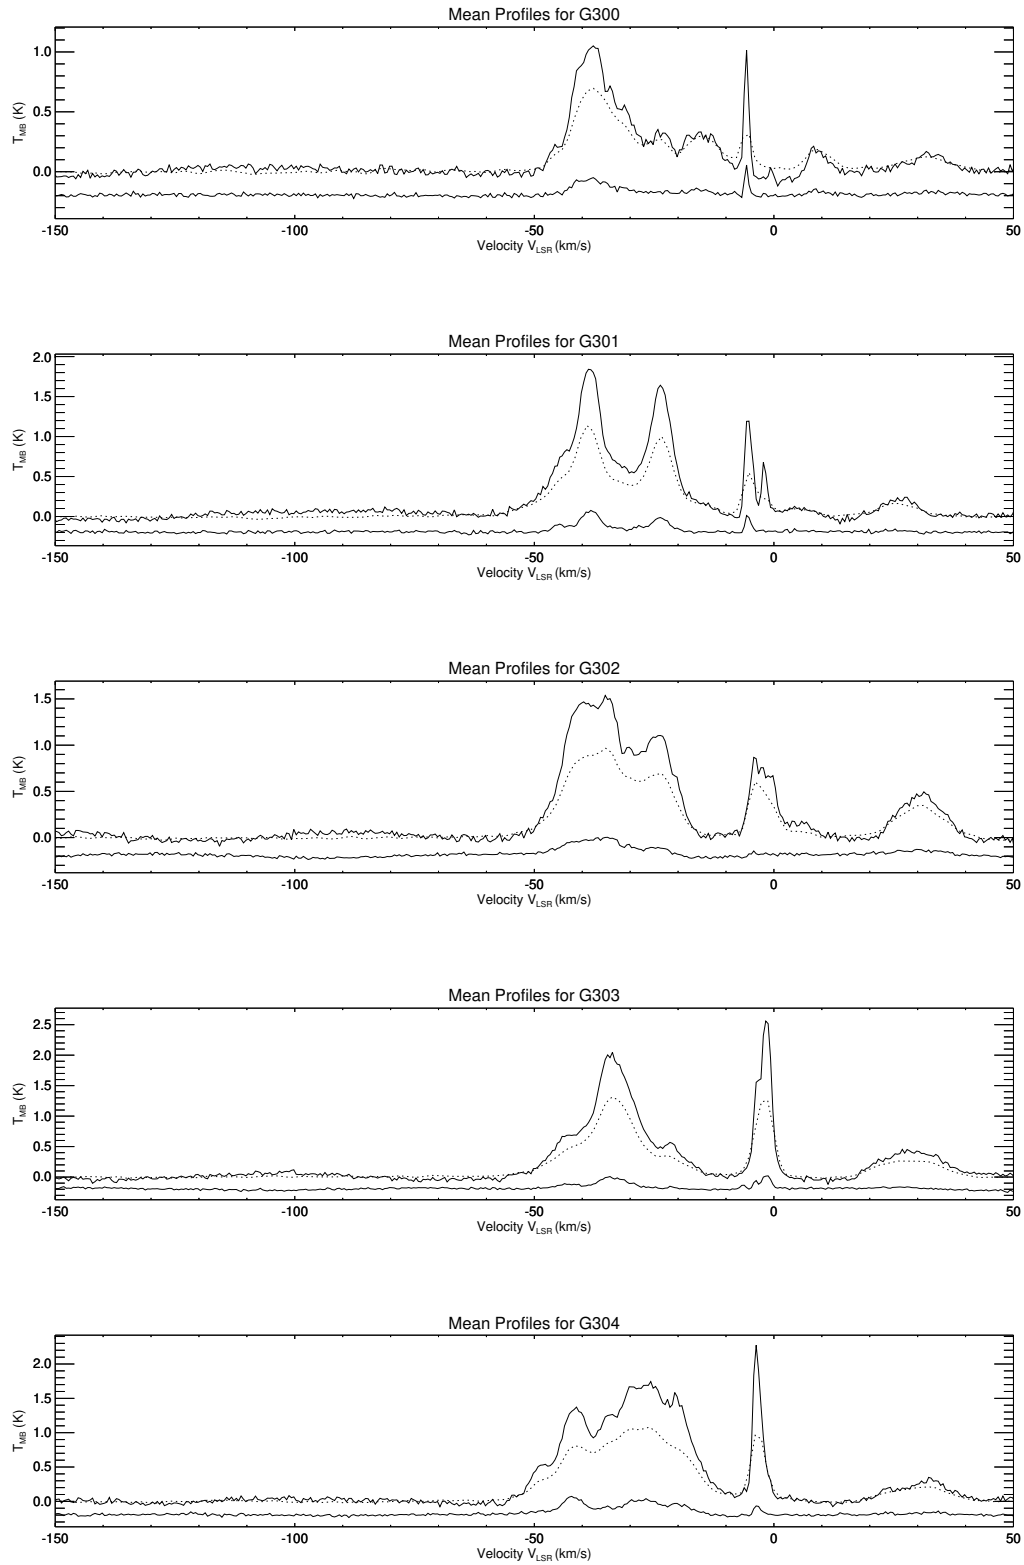 Mean Profiles for G300
1.0
0.5
0.0
T_MB (K)
-150 -100 -50 0 50
Velocity V_LSR (km/s)
Mean Profiles for G301
2.0
1.5
1.0
0.5
0.0
T_MB (K)
-150 -100 -50 0 50
Velocity V_LSR (km/s)
Mean Profiles for G302
1.5
1.0
0.5
0.0
T_MB (K)
-150 -100 -50 0 50
Velocity V_LSR (km/s)
Mean Profiles for G303
2.5
2.0
1.5
1.0
0.5
0.0
T_MB (K)
-150 -100 -50 0 50
Velocity V_LSR (km/s)
Mean Profiles for G304
2.0
1.5
1.0
0.5
0.0
T_MB (K)
-150 -100 -50 0 50
Velocity V_LSR (km/s)